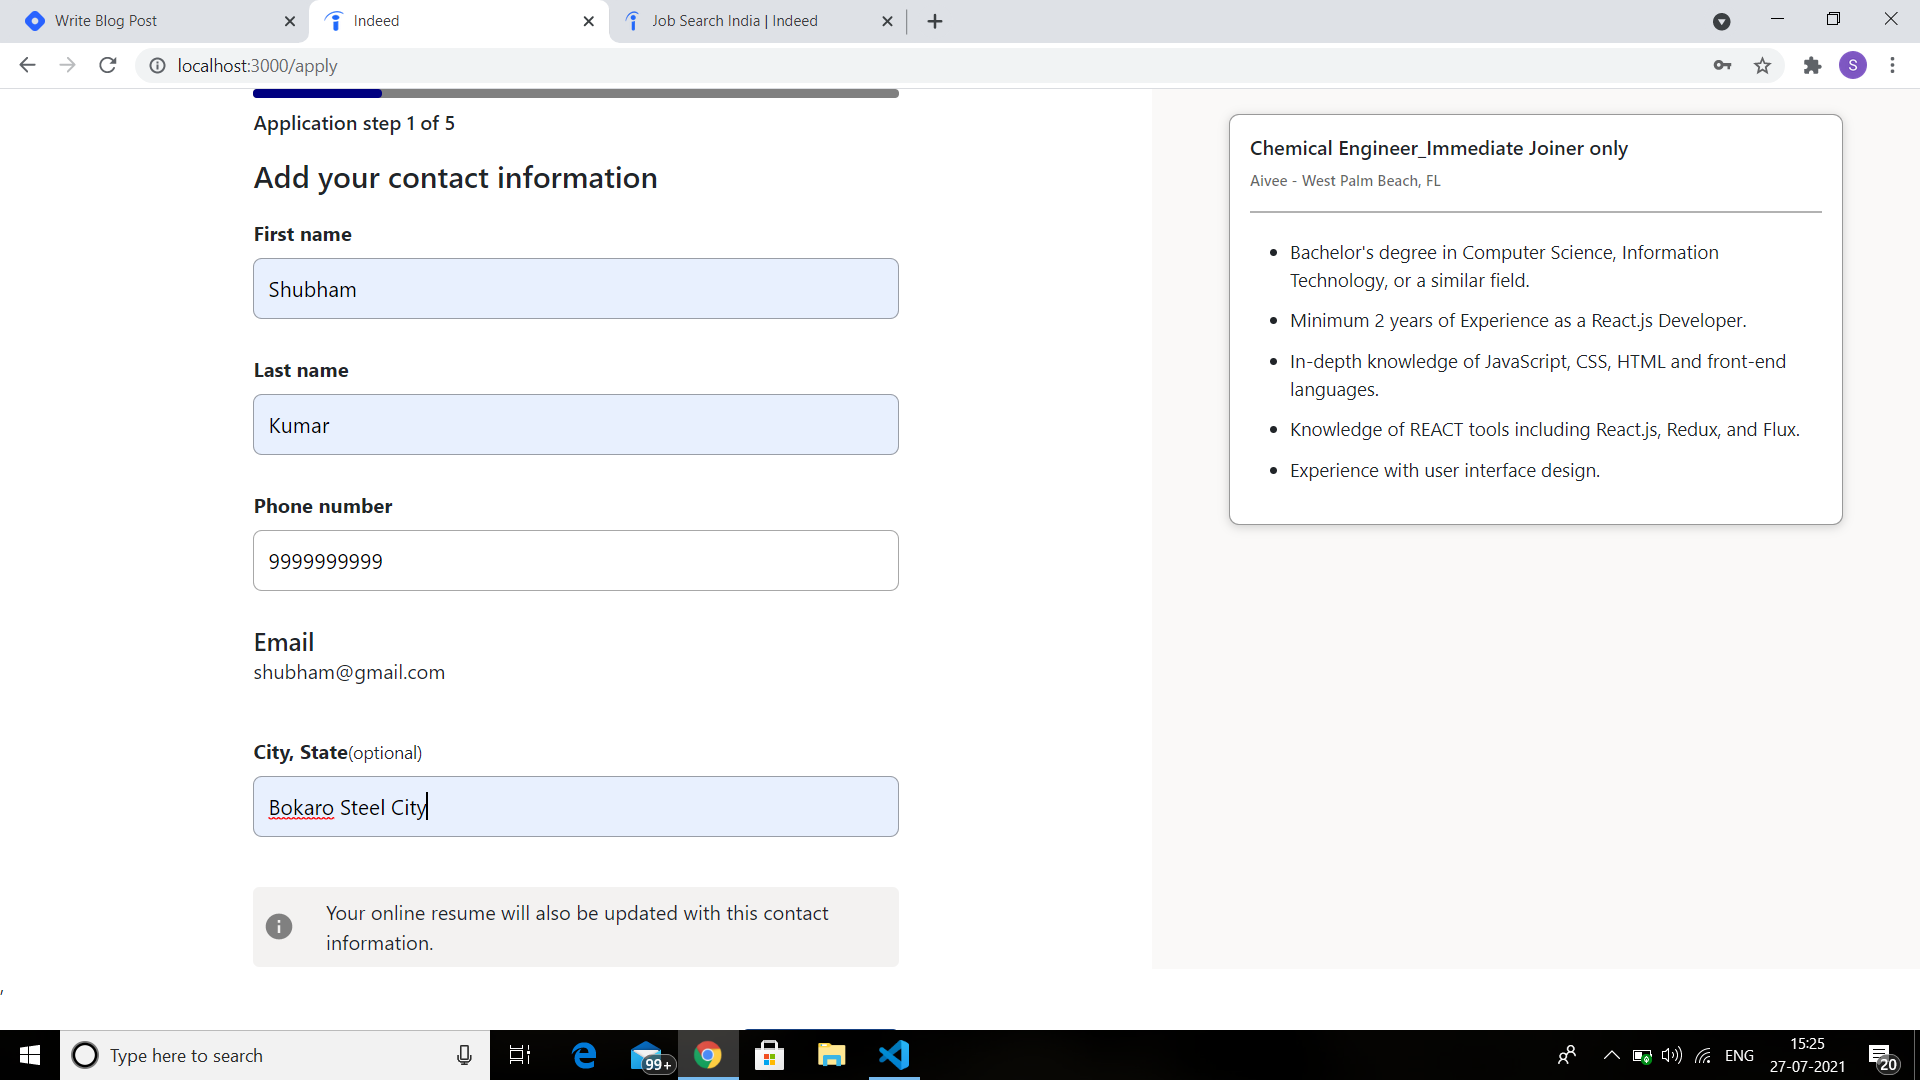 Write Blog Post
Indeed
Job Search India | Indeed
localhost:3000/apply
S
Application step 1 of 5
Add your contact information
First name
Shubham
Last name
Kumar
Phone number
9999999999
Email
shubham@gmail.com
City, State(optional)
Bokaro Steel City
Your online resume will also be updated with this contact
information.
,
Chemical Engineer_Immediate Joiner only
Aivee - West Palm Beach, FL
Bachelor's degree in Computer Science, Information
Technology, or a similar field.
Minimum 2 years of Experience as a React.js Developer.
In-depth knowledge of JavaScript, CSS, HTML and front-end
languages.
Knowledge of REACT tools including React.js, Redux, and Flux.
Experience with user interface design.
Type here to search
99+
ENG
15:25
27-07-2021
20